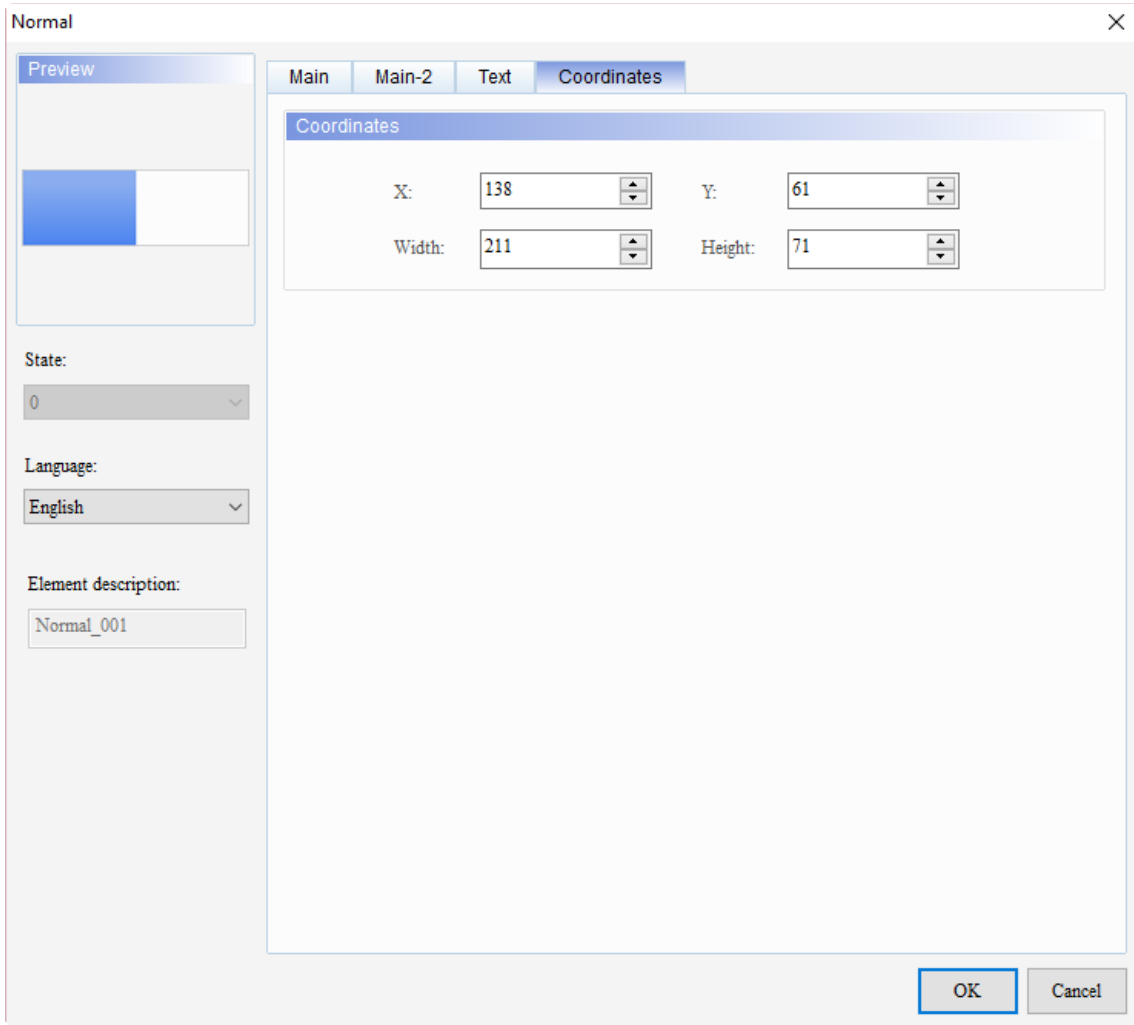 Normal
Preview
Main Main-2 Text Coordinates
Coordinates
X: 138 Y: 61
Width: 211 Height: 71
State:
0
Language:
English
Element description:
Normal_001
OK Cancel